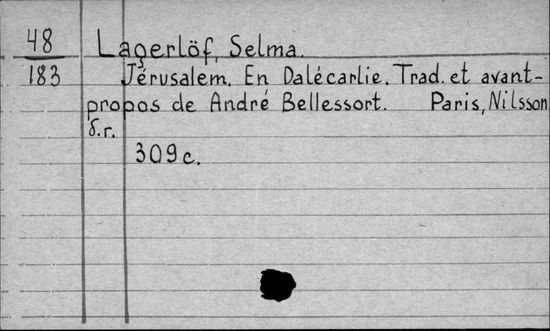 48 Lagerlöf, Selma.
183 Jérusalem. En Dalécarlie. Trad. et avant-
propos de André Bellessort. Paris, Nilsson
s.r.
309 c.